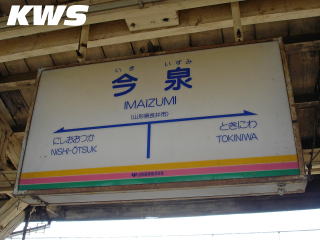 KWS
いま いずみ
今泉
IMAIZUMI
(山形県長井市)
にしおおつか
NISHI-ŌTSUK
ときにわ
TOKINIWA